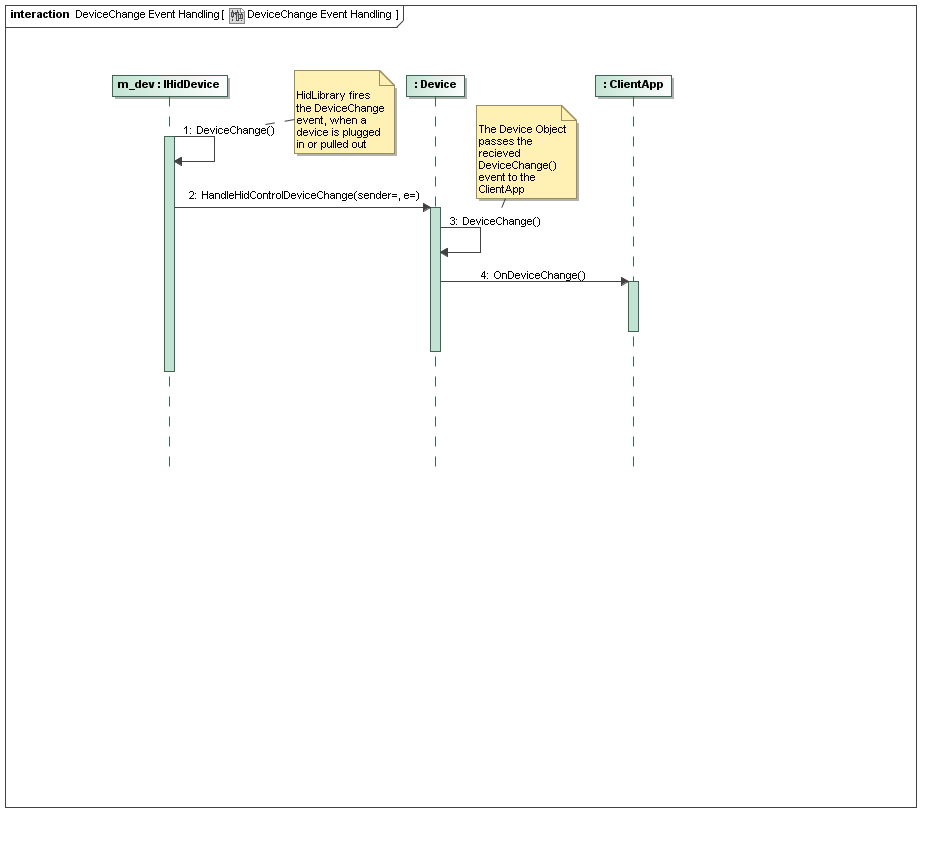 interaction DeviceChange Event Handling[ DeviceChange Event Handling ]
m_dev : IHidDevice
: Device
: ClientApp
HidLibrary fires
the DeviceChange
event, when a
device is plugged
in or pulled out
The Device Object
passes the
recieved
DeviceChange()
event to the
ClientApp
1: DeviceChange()
2: HandleHidControlDeviceChange(sender=, e=)
3: DeviceChange()
4: OnDeviceChange()